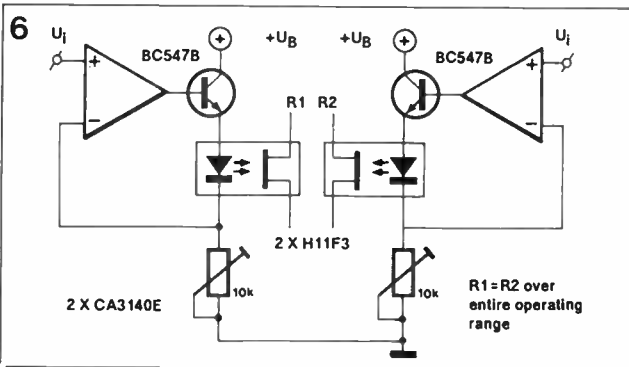 6
Ui
BC547B
+UB
+UB
BC547B
Ui
+
+
+
+
−
−
R1
R2
2 X H11F3
10k
10k
2 X CA3140E
R1 = R2 over
entire operating
range